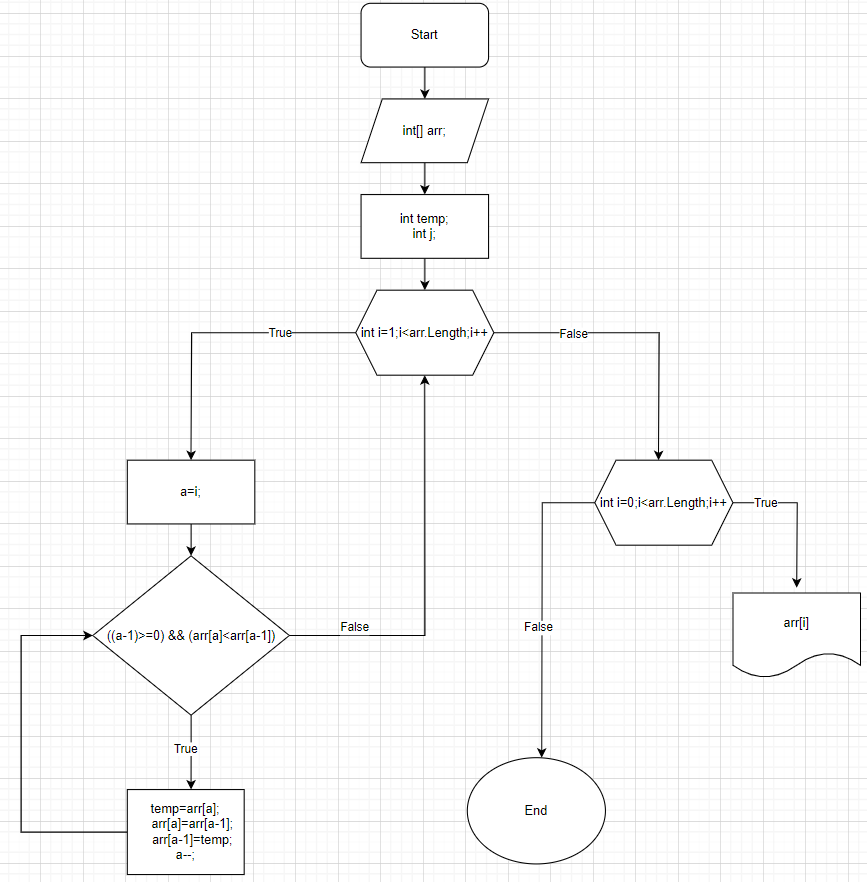 Start
int[] arr;
int temp;
int j;
int i=1;i<arr.Length;i++
True
False
a=i;
int i=0;i<arr.Length;i++
True
False
arr[i]
((a-1)>=0) && (arr[a]<arr[a-1])
False
True
temp=arr[a];
arr[a]=arr[a-1];
arr[a-1]=temp;
a--;
End